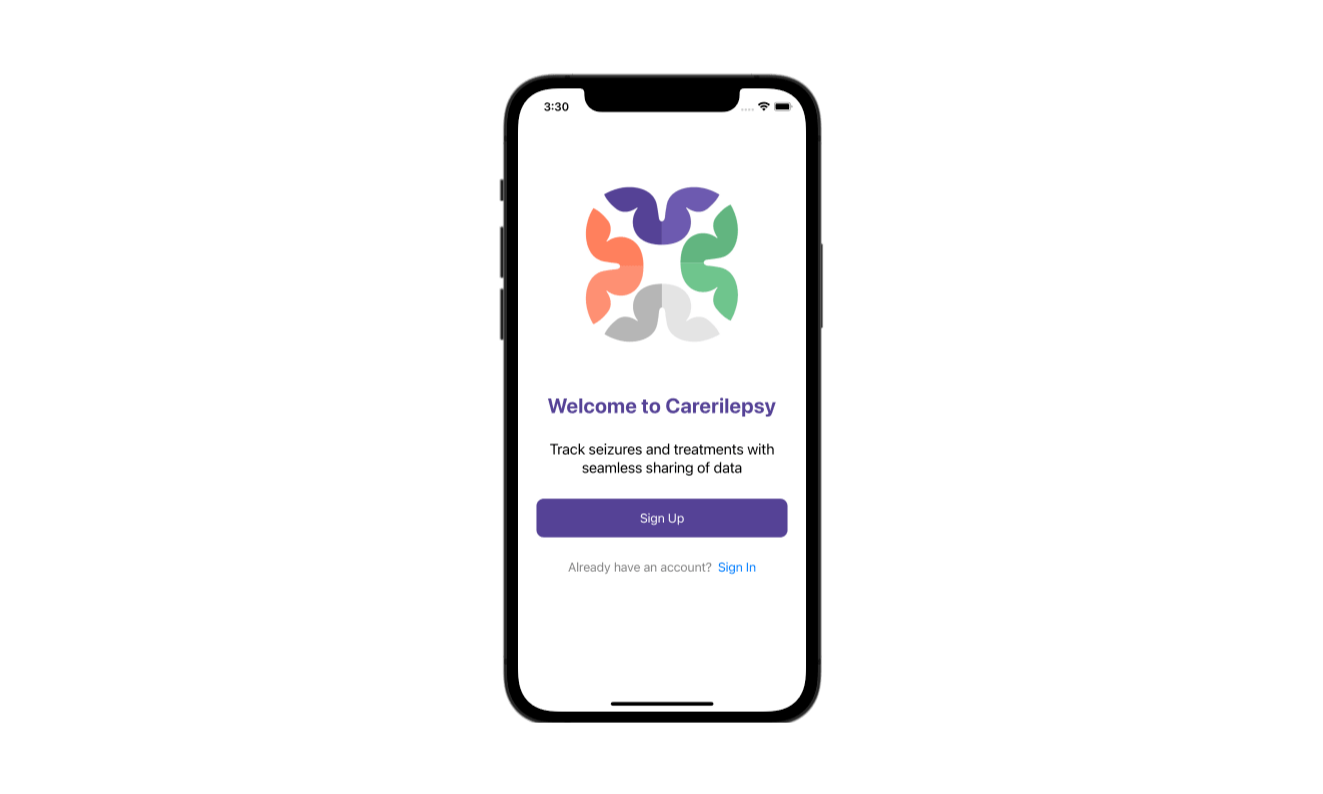 3:30
Welcome to Carerilepsy
Track seizures and treatments with
seamless sharing of data
Sign Up
Already have an account? Sign In